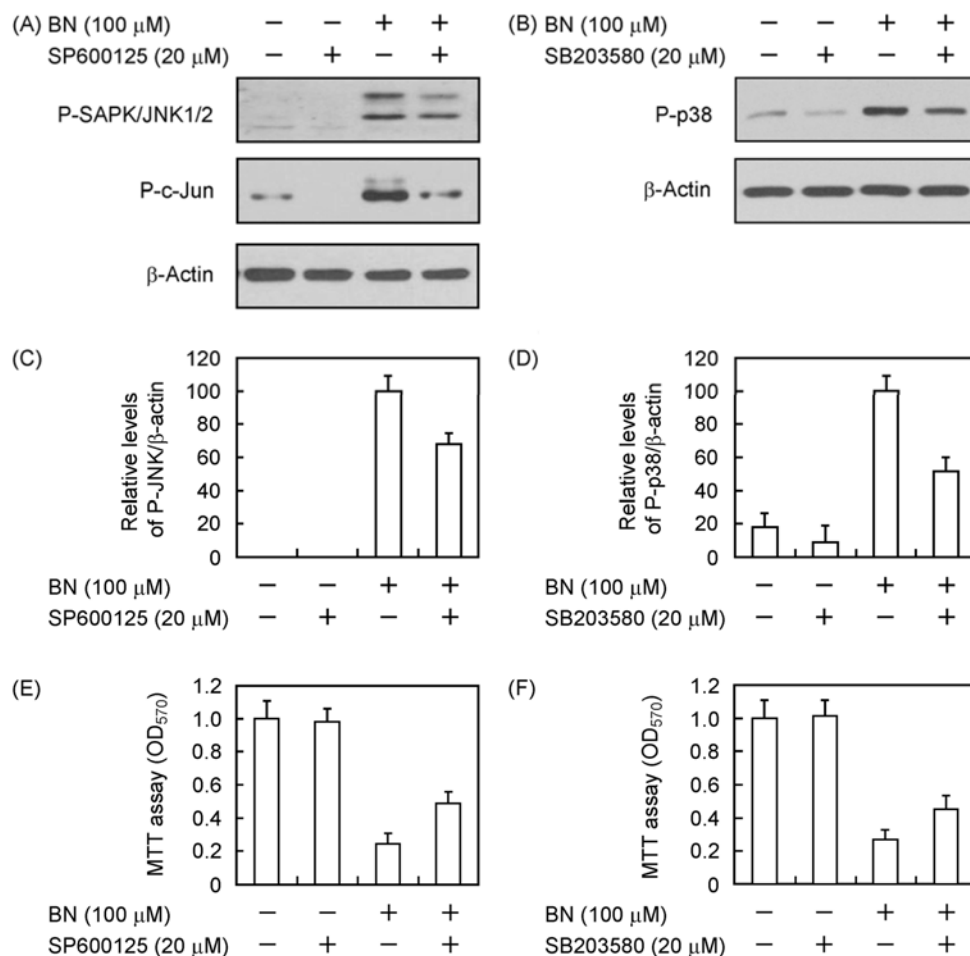 (A) BN (100 μM) − − + +
SP600125 (20 μM) − + − +
P-SAPK/JNK1/2
P-c-Jun
β-Actin
(B) BN (100 μM) − − + +
SB203580 (20 μM) − + − +
P-p38
β-Actin
(C)
Relative levels
of P-JNK/β-actin
120
100
80
60
40
20
0
BN (100 μM) − − + +
SP600125 (20 μM) − + − +
(D)
Relative levels
of P-p38/β-actin
120
100
80
60
40
20
0
BN (100 μM) − − + +
SB203580 (20 μM) − + − +
(E)
MTT assay (OD570)
1.2
1.0
0.8
0.6
0.4
0.2
0
BN (100 μM) − − + +
SP600125 (20 μM) − + − +
(F)
MTT assay (OD570)
1.2
1.0
0.8
0.6
0.4
0.2
0
BN (100 μM) − − + +
SB203580 (20 μM) − + − +